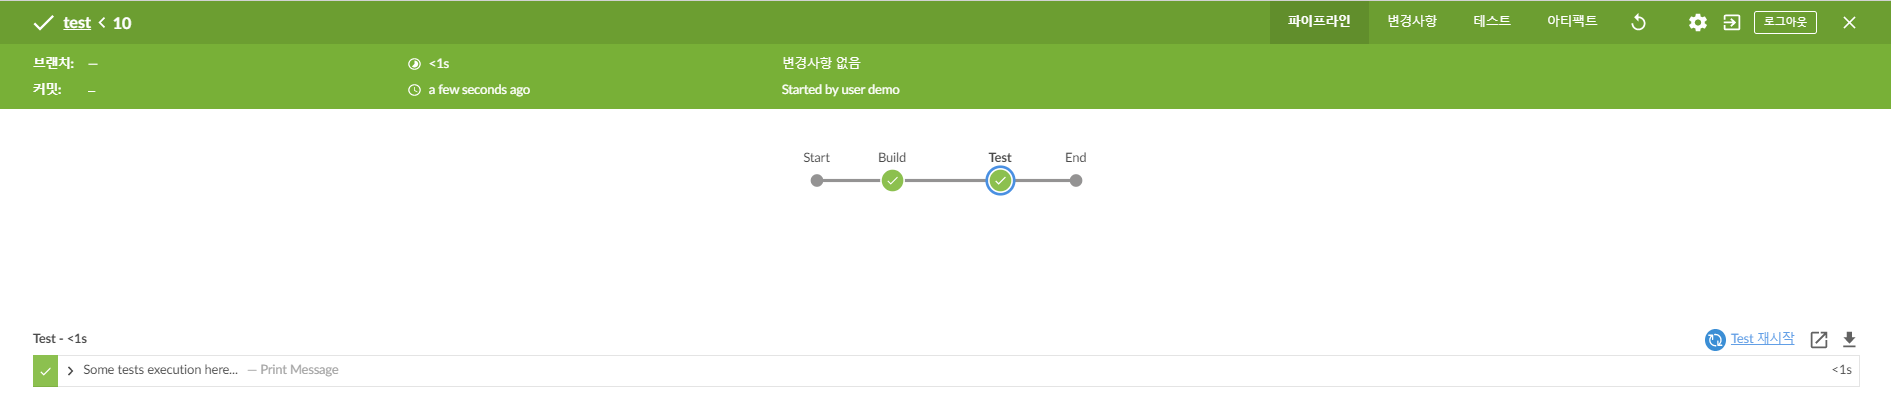 test < 10 파이프라인 변경사항 테스트 아티팩트 로그아웃
브랜치: — <1s 변경사항 없음
커밋: – a few seconds ago Started by user demo
Start Build Test End
Test - <1s Test 재시작
Some tests execution here... — Print Message <1s